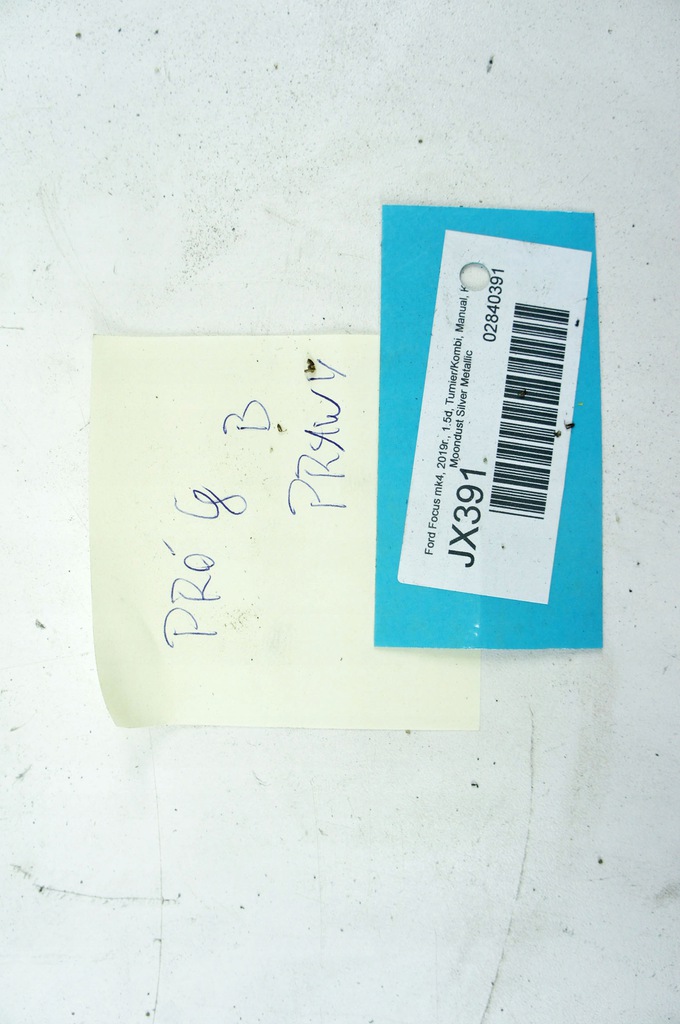 PRÓG
B
PRAWY
Ford Focus mk4, 2019r., 1.5d, Turnier/Kombi, Manual,
Moondust Silver Metallic
JX391
02840391